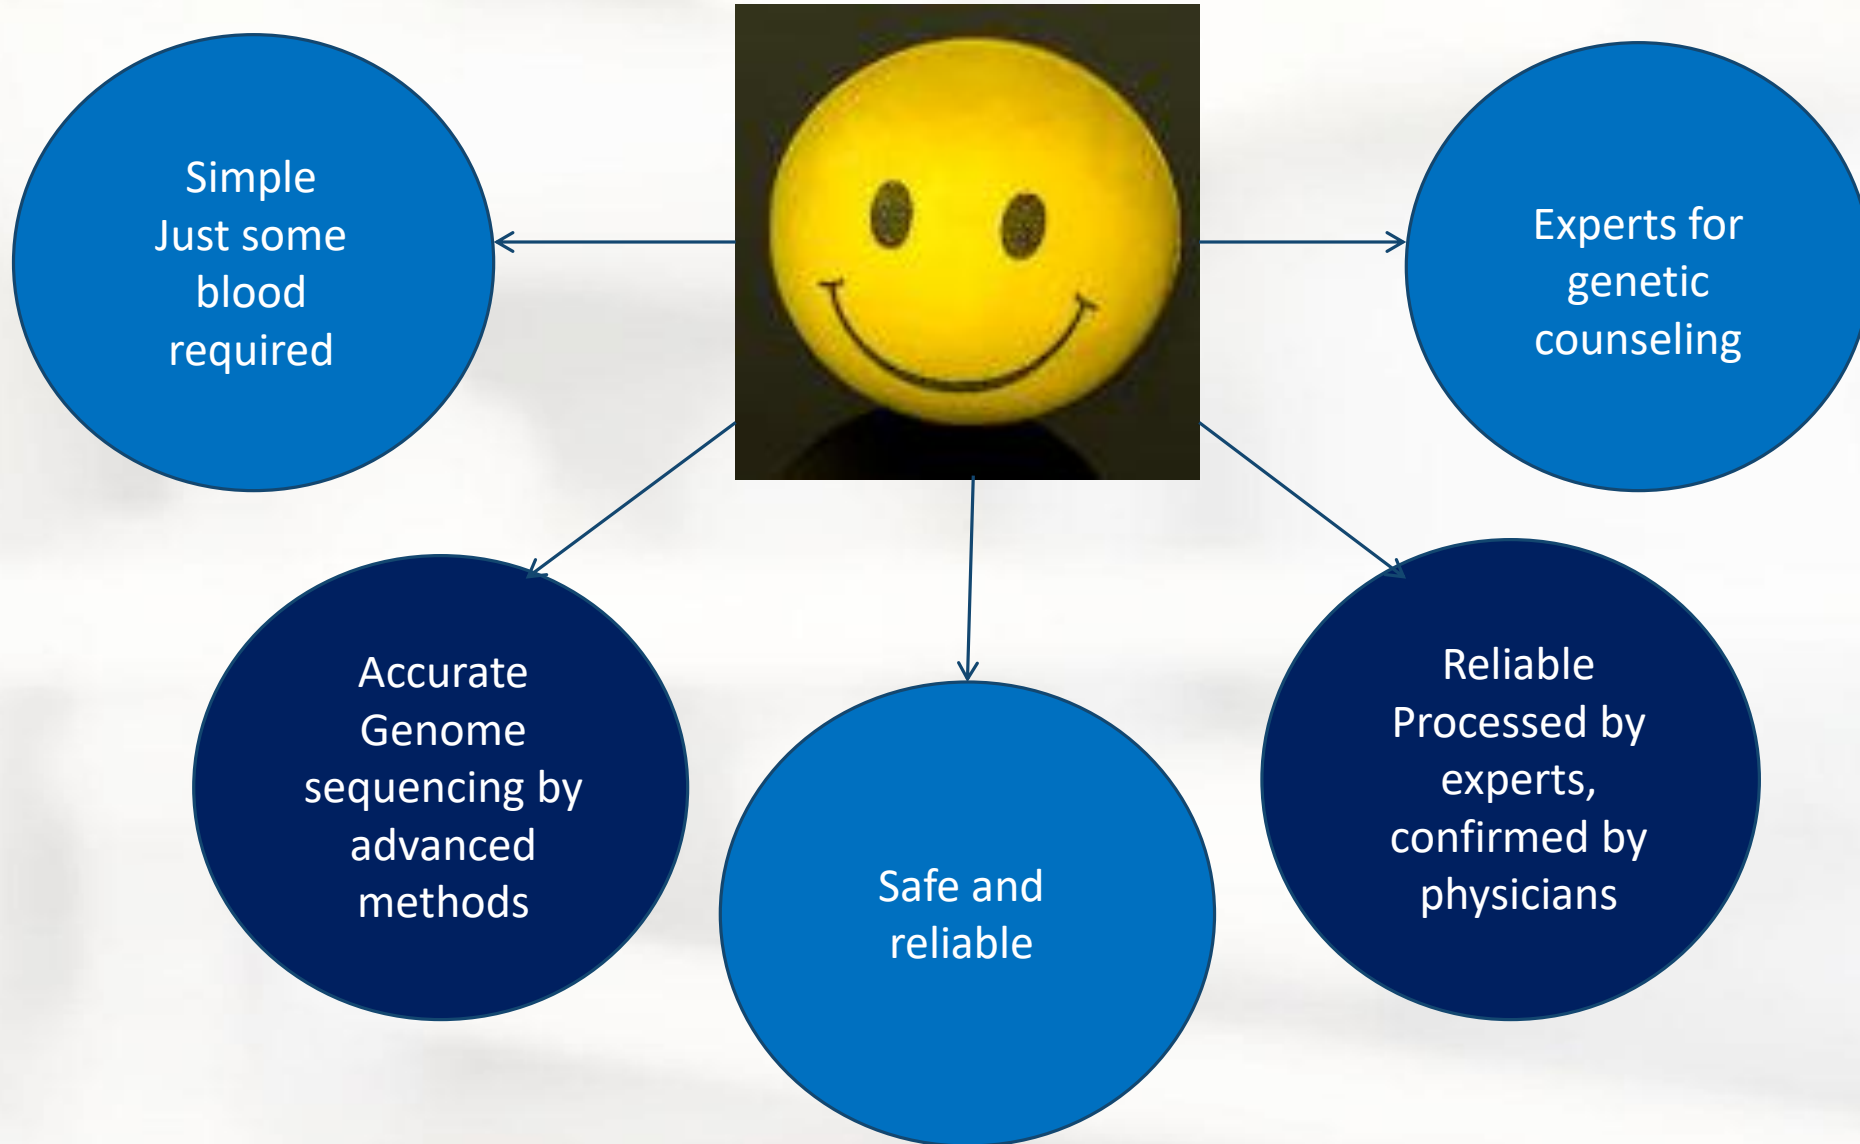 Simple
Just some
blood
required
Experts for
genetic
counseling
Accurate
Genome
sequencing by
advanced
methods
Safe and
reliable
Reliable
Processed by
experts,
confirmed by
physicians